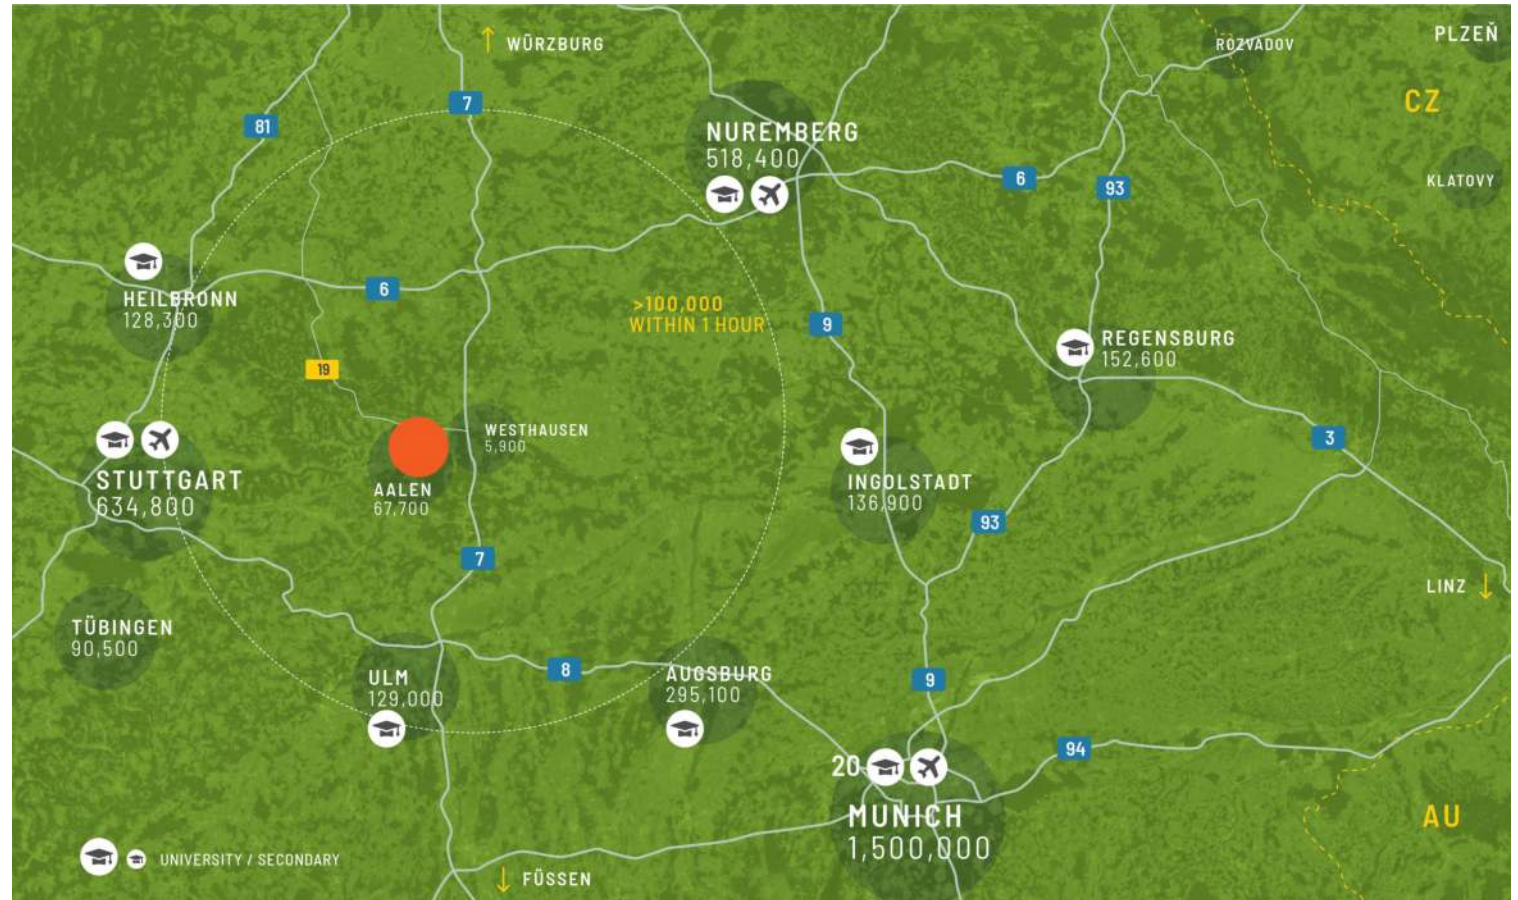 WÜRZBURG
ROZVADOV
PLZEŇ
CZ
7
81
NUREMBERG
518,400
6
93
KLATOVY
HEILBRONN
128,300
6
>100,000
WITHIN 1 HOUR
9
REGENSBURG
152,600
19
WESTHAUSEN
5,900
3
STUTTGART
634,800
AALEN
67,700
INGOLSTADT
136,900
93
7
LINZ
TÜBINGEN
90,500
ULM
129,000
8
AUGSBURG
295,100
9
94
20
MUNICH
1,500,000
AU
UNIVERSITY / SECONDARY
FÜSSEN